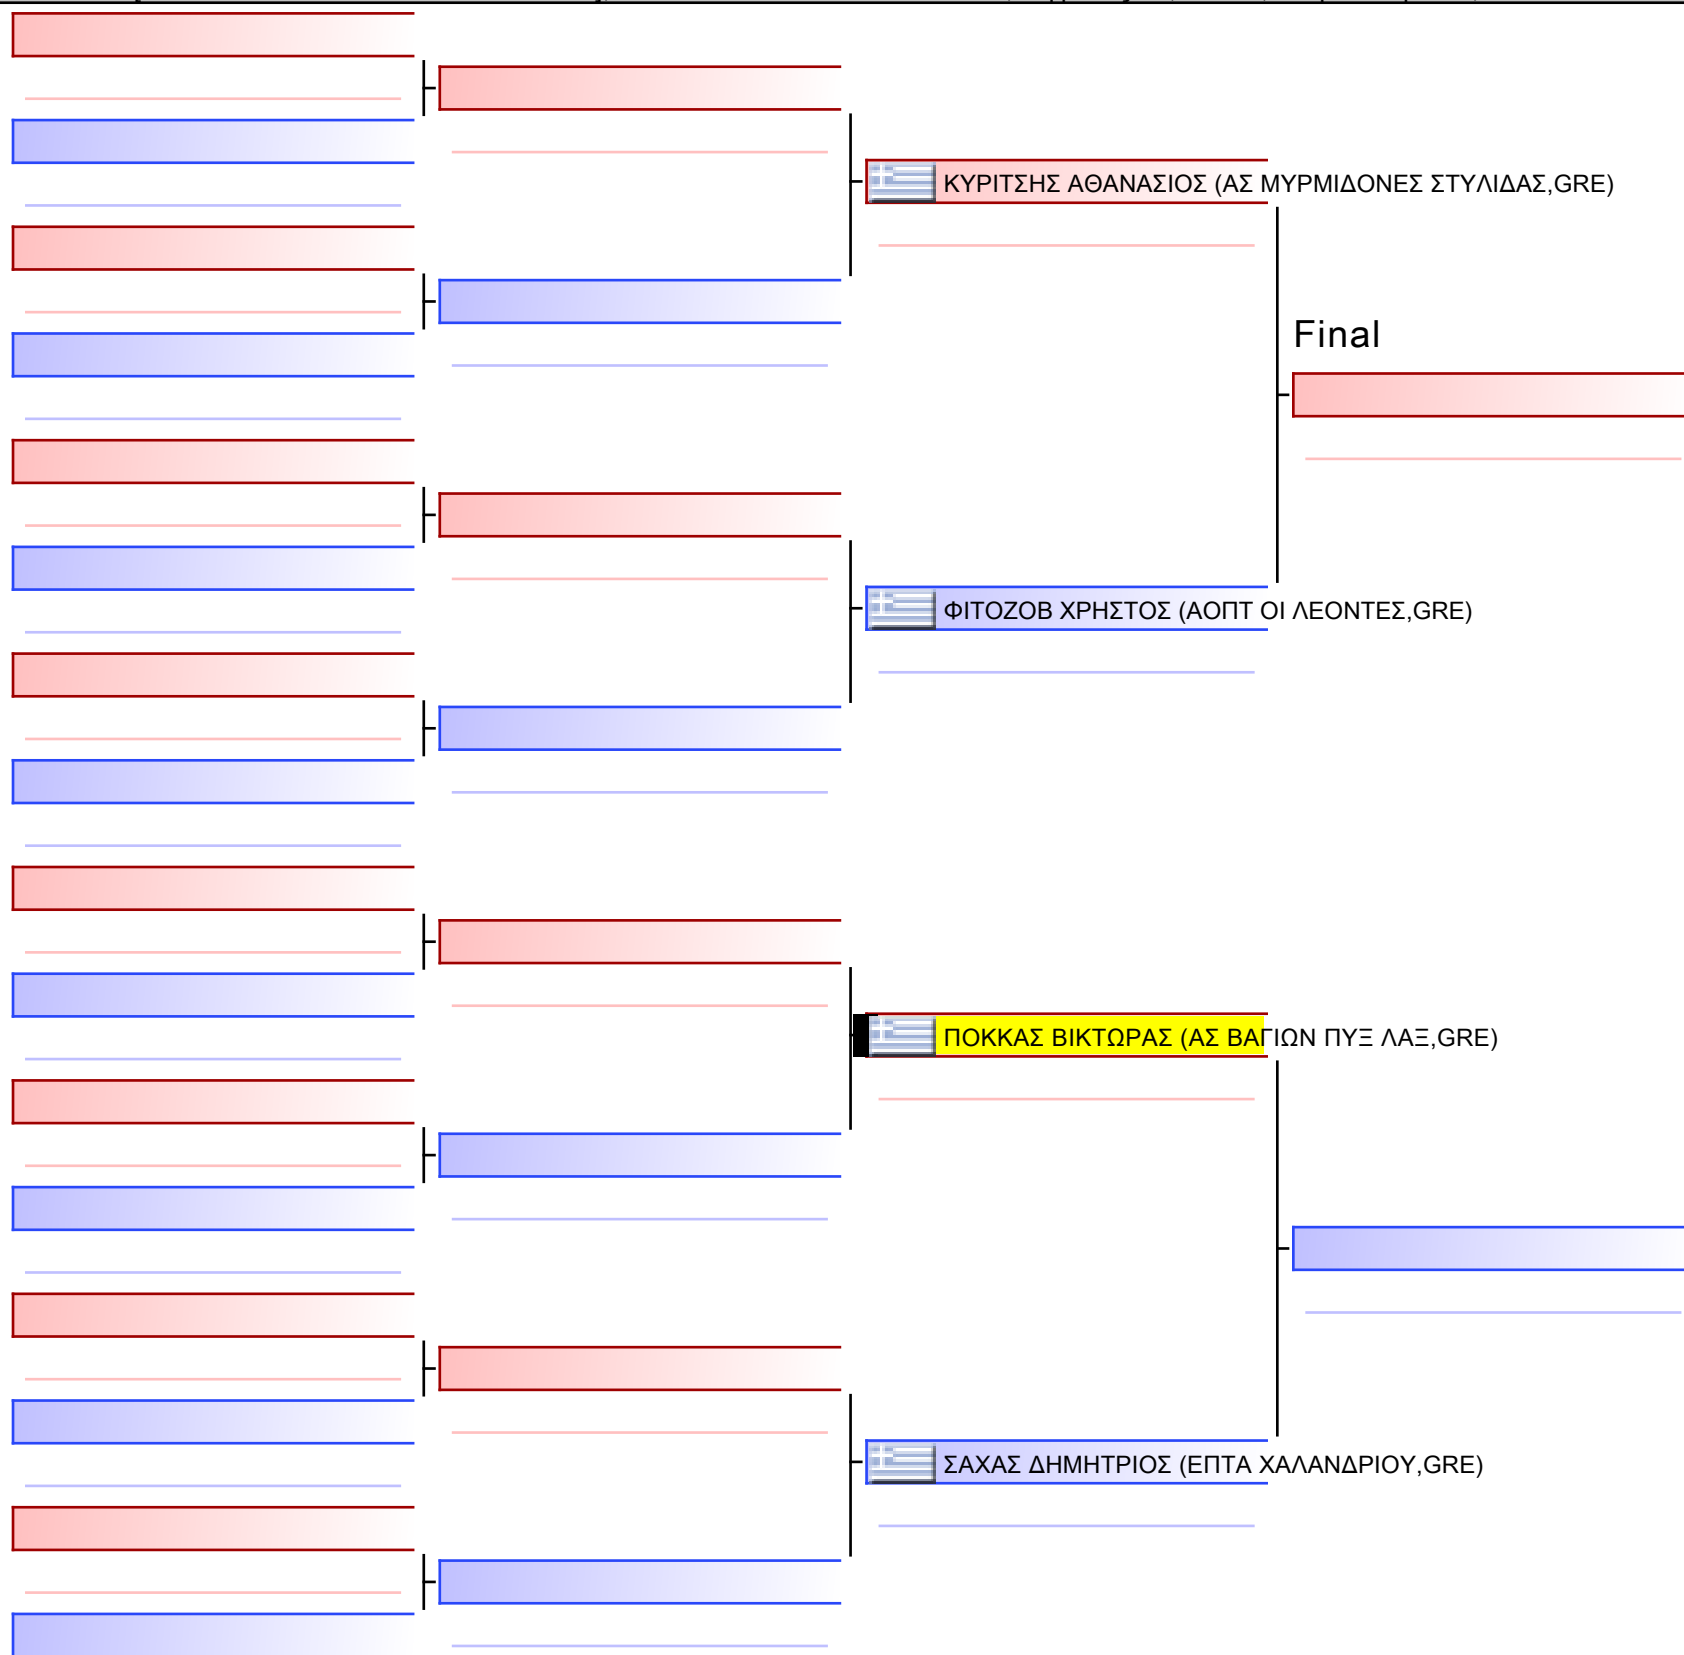 ΚΥΡΙΤΣΗΣ ΑΘΑΝΑΣΙΟΣ (ΑΣ ΜΥΡΜΙΔΟΝΕΣ ΣΤΥΛΙΔΑΣ,GRE)
Final
ΦΙΤΟΖΟΒ ΧΡΗΣΤΟΣ (ΑΟΠΤ ΟΙ ΛΕΟΝΤΕΣ,GRE)
ΠΟΚΚΑΣ ΒΙΚΤΩΡΑΣ (ΑΣ ΒΑΓΙΩΝ ΠΥΞ ΛΑΞ,GRE)
ΣΑΧΑΣ ΔΗΜΗΤΡΙΟΣ (ΕΠΤΑ ΧΑΛΑΝΔΡΙΟΥ,GRE)